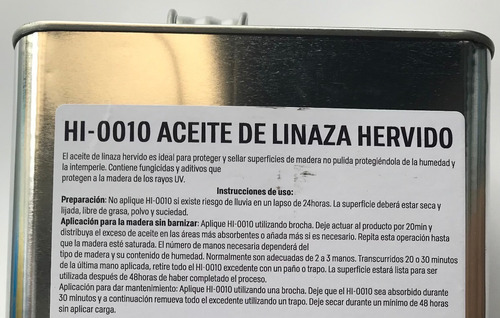 HI-0010 ACEITE DE LINAZA HERVIDO
El aceite de linaza hervido es ideal para proteger y sellar superficies de madera no pulida protegiéndola de la humedad y
la intemperie. Contiene fungicidas y aditivos que
protegen a la madera de los rayos UV.
Instrucciones de uso:
Preparación: No aplique HI-0010 si existe riesgo de lluvia en un lapso de 24horas. La superficie deberá estar seca y
lijada, libre de grasa, polvo y suciedad.
Aplicación para la madera sin barnizar: Aplique HI-0010 utilizando brocha. Deje actuar al producto por 20min y
distribuya el exceso de aceite en las áreas más absorbentes o añada más si es necesario. Repita esta operación hasta
que la madera esté saturada. El número de manos necesaria dependerá del
tipo de madera y su contenido de humedad. Normalmente son adecuadas de 2 a 3 manos. Transcurridos 20 o 30 minutos
de la última mano aplicada, retire todo el HI-0010 excedente con un paño o trapo. La superficie estará lista para ser
utilizada después de 48horas de haber completado el proceso.
Aplicación para dar mantenimiento: Aplique HI-0010 utilizando una brocha. Deje que el HI-0010 sea absorbido durante
30 minutos y a continuación remueva todo el excedente utilizando un trapo. Deje secar durante un mínimo de 48 horas
sin aplicar carga.